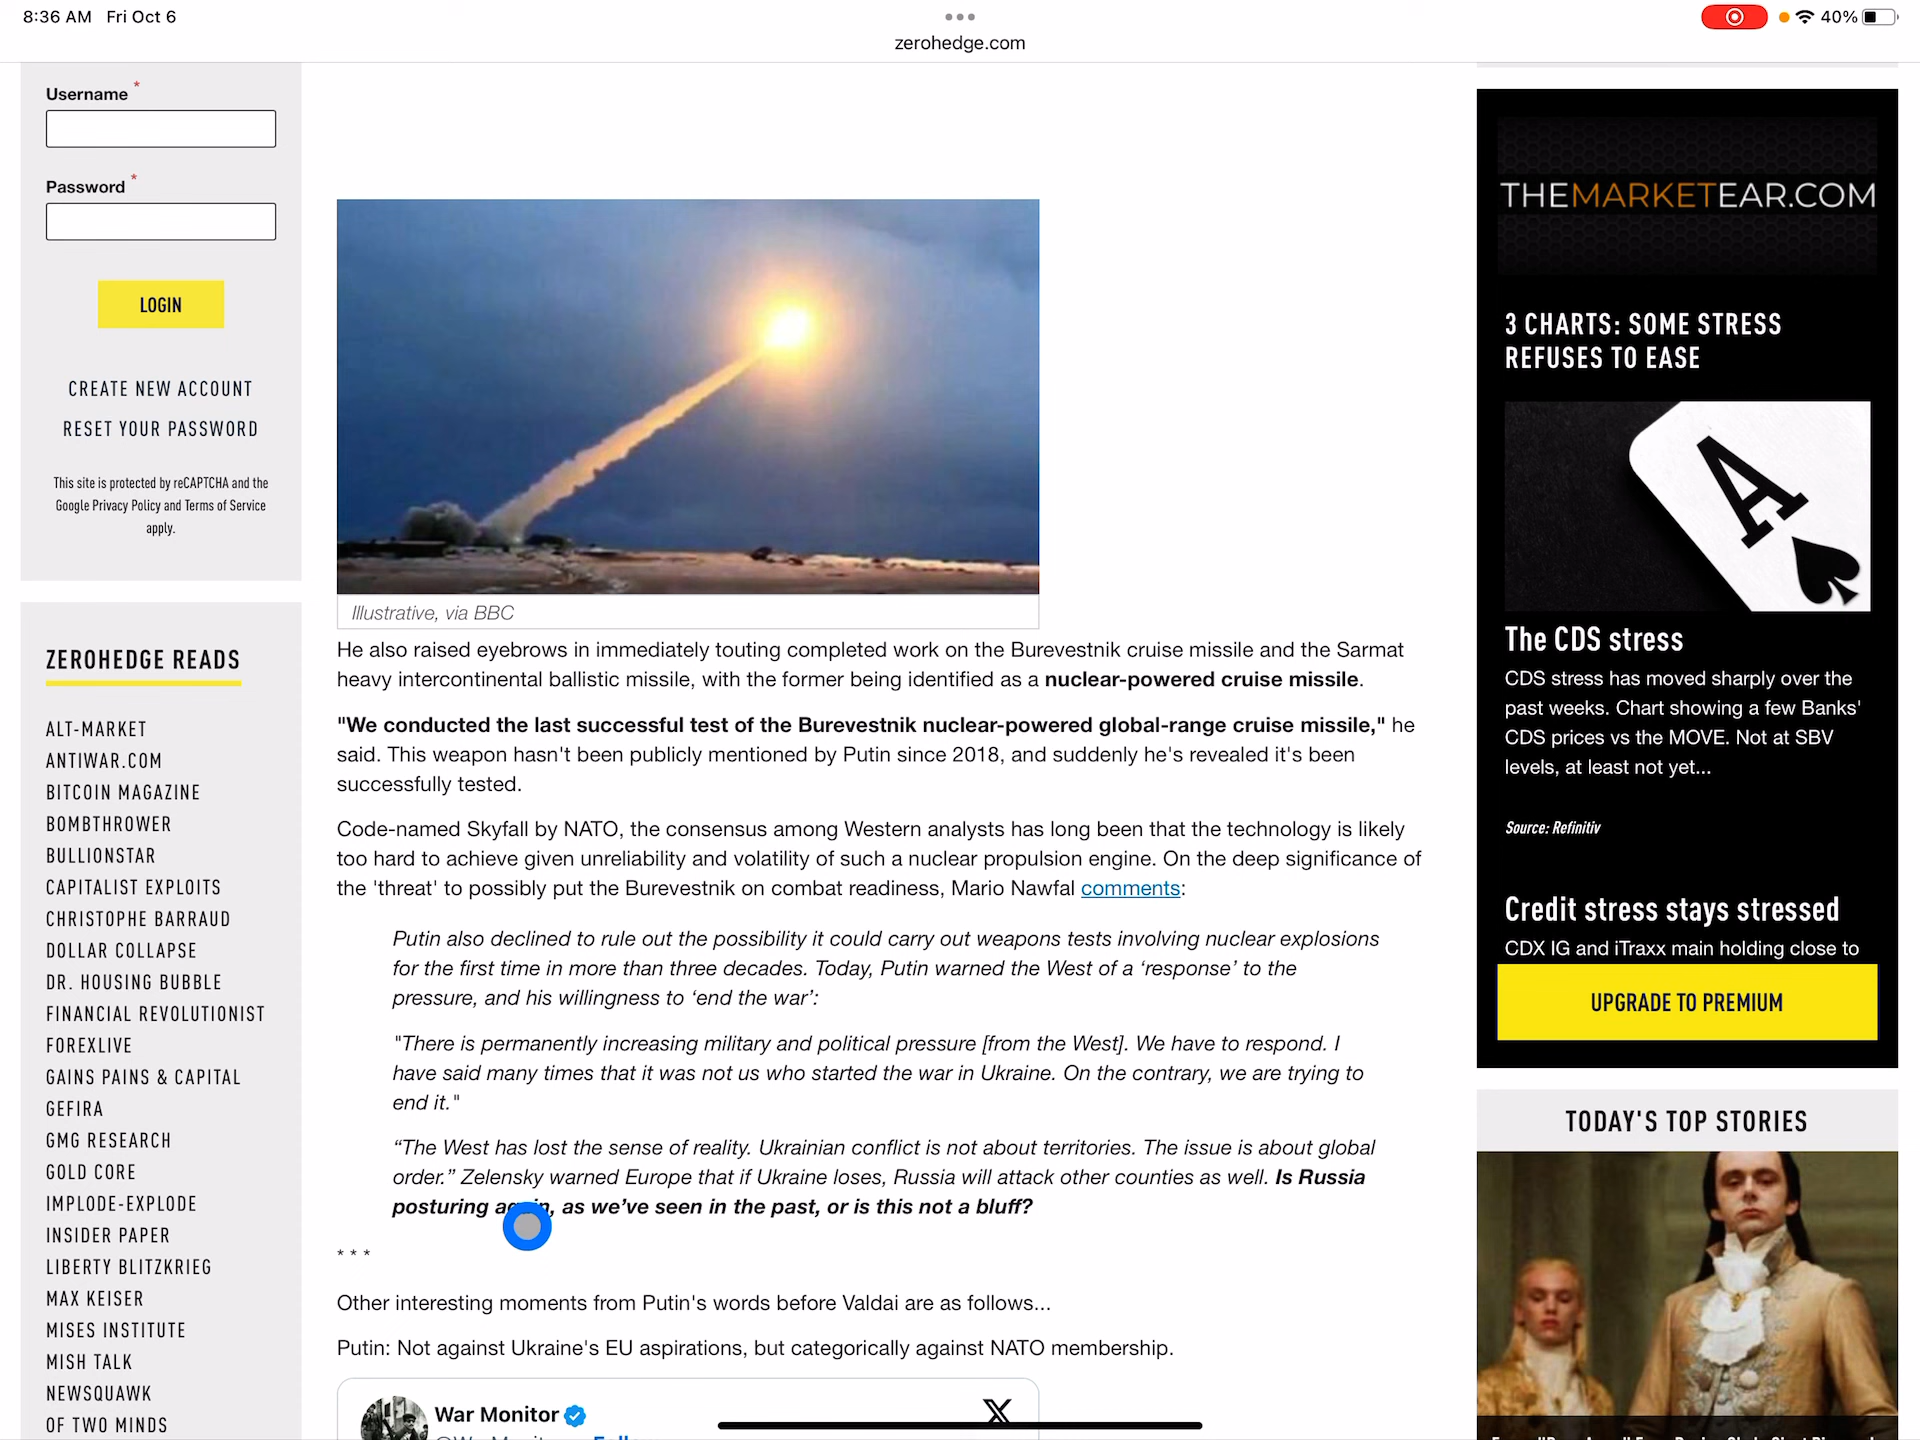 8:36 AM Fri Oct 6
zerohedge.com
40%
Username *
Password *
LOGIN
CREATE NEW ACCOUNT
RESET YOUR PASSWORD
This site is protected by reCAPTCHA and the
Google Privacy Policy and Terms of Service
apply.
ZEROHEDGE READS
ALT-MARKET
ANTIWAR.COM
BITCOIN MAGAZINE
BOMBTHROWER
BULLIONSTAR
CAPITALIST EXPLOITS
CHRISTOPHE BARRAUD
DOLLAR COLLAPSE
DR. HOUSING BUBBLE
FINANCIAL REVOLUTIONIST
FOREXLIVE
GAINS PAINS & CAPITAL
GEFIRA
GMG RESEARCH
GOLD CORE
IMPLODE-EXPLODE
INSIDER PAPER
LIBERTY BLITZKRIEG
MAX KEISER
MISES INSTITUTE
MISH TALK
NEWSQUAWK
OF TWO MINDS
Illustrative, via BBC
He also raised eyebrows in immediately touting completed work on the Burevestnik cruise missile and the Sarmat
heavy intercontinental ballistic missile, with the former being identified as a nuclear-powered cruise missile.
"We conducted the last successful test of the Burevestnik nuclear-powered global-range cruise missile," he
said. This weapon hasn't been publicly mentioned by Putin since 2018, and suddenly he's revealed it's been
successfully tested.
Code-named Skyfall by NATO, the consensus among Western analysts has long been that the technology is likely
too hard to achieve given unreliability and volatility of such a nuclear propulsion engine. On the deep significance of
the 'threat' to possibly put the Burevestnik on combat readiness, Mario Nawfal comments:
Putin also declined to rule out the possibility it could carry out weapons tests involving nuclear explosions
for the first time in more than three decades. Today, Putin warned the West of a ‘response’ to the
pressure, and his willingness to ‘end the war’:
"There is permanently increasing military and political pressure [from the West]. We have to respond. I
have said many times that it was not us who started the war in Ukraine. On the contrary, we are trying to
end it."
“The West has lost the sense of reality. Ukrainian conflict is not about territories. The issue is about global
order.” Zelensky warned Europe that if Ukraine loses, Russia will attack other counties as well. Is Russia
posturing again, as we’ve seen in the past, or is this not a bluff?
* * *
Other interesting moments from Putin's words before Valdai are as follows...
Putin: Not against Ukraine's EU aspirations, but categorically against NATO membership.
War Monitor
THEMARKETEAR.COM
3 CHARTS: SOME STRESS
REFUSES TO EASE
A
The CDS stress
CDS stress has moved sharply over the
past weeks. Chart showing a few Banks'
CDS prices vs the MOVE. Not at SBV
levels, at least not yet...
Source: Refinitiv
Credit stress stays stressed
CDX IG and iTraxx main holding close to
UPGRADE TO PREMIUM
TODAY'S TOP STORIES